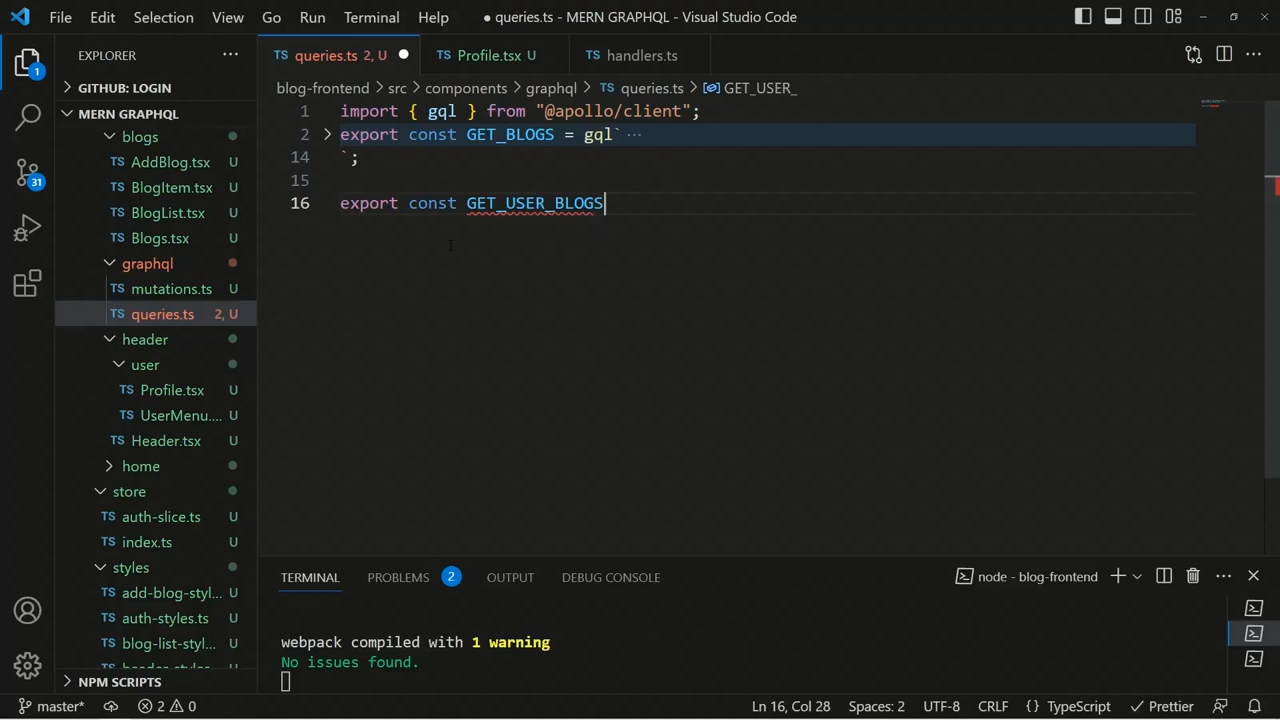 File Edit Selection View Go Run Terminal Help ● queries.ts - MERN GRAPHQL - Visual Studio Code
EXPLORER ···
TS queries.ts 2, U ● TS Profile.tsx U TS handlers.ts ···
GITHUB: LOGIN
blog-frontend > src > components > graphql > TS queries.ts > GET_USER_
MERN GRAPHQL
1
blogs
TS AddBlog.tsx U
TS BlogItem.tsx U
TS BlogList.tsx U
TS Blogs.tsx U
graphql
TS mutations.ts U
TS queries.ts 2, U
header
user
TS Profile.tsx U
TS UserMenu.... U
TS Header.tsx U
home
store
TS auth-slice.ts U
TS index.ts U
styles
TS add-blog-styl... U
TS auth-styles.ts U
TS blog-list-styl... U
header-styles
NPM SCRIPTS
31
1 import { gql } from "@apollo/client";
2 export const GET_BLOGS = gql` ···
14 `;
15
16 export const GET_USER_BLOGS
TERMINAL PROBLEMS 2 OUTPUT DEBUG CONSOLE node - blog-frontend ···
webpack compiled with 1 warning
No issues found.
master* 2 0 Ln 16, Col 28 Spaces: 2 UTF-8 CRLF {} TypeScript Prettier